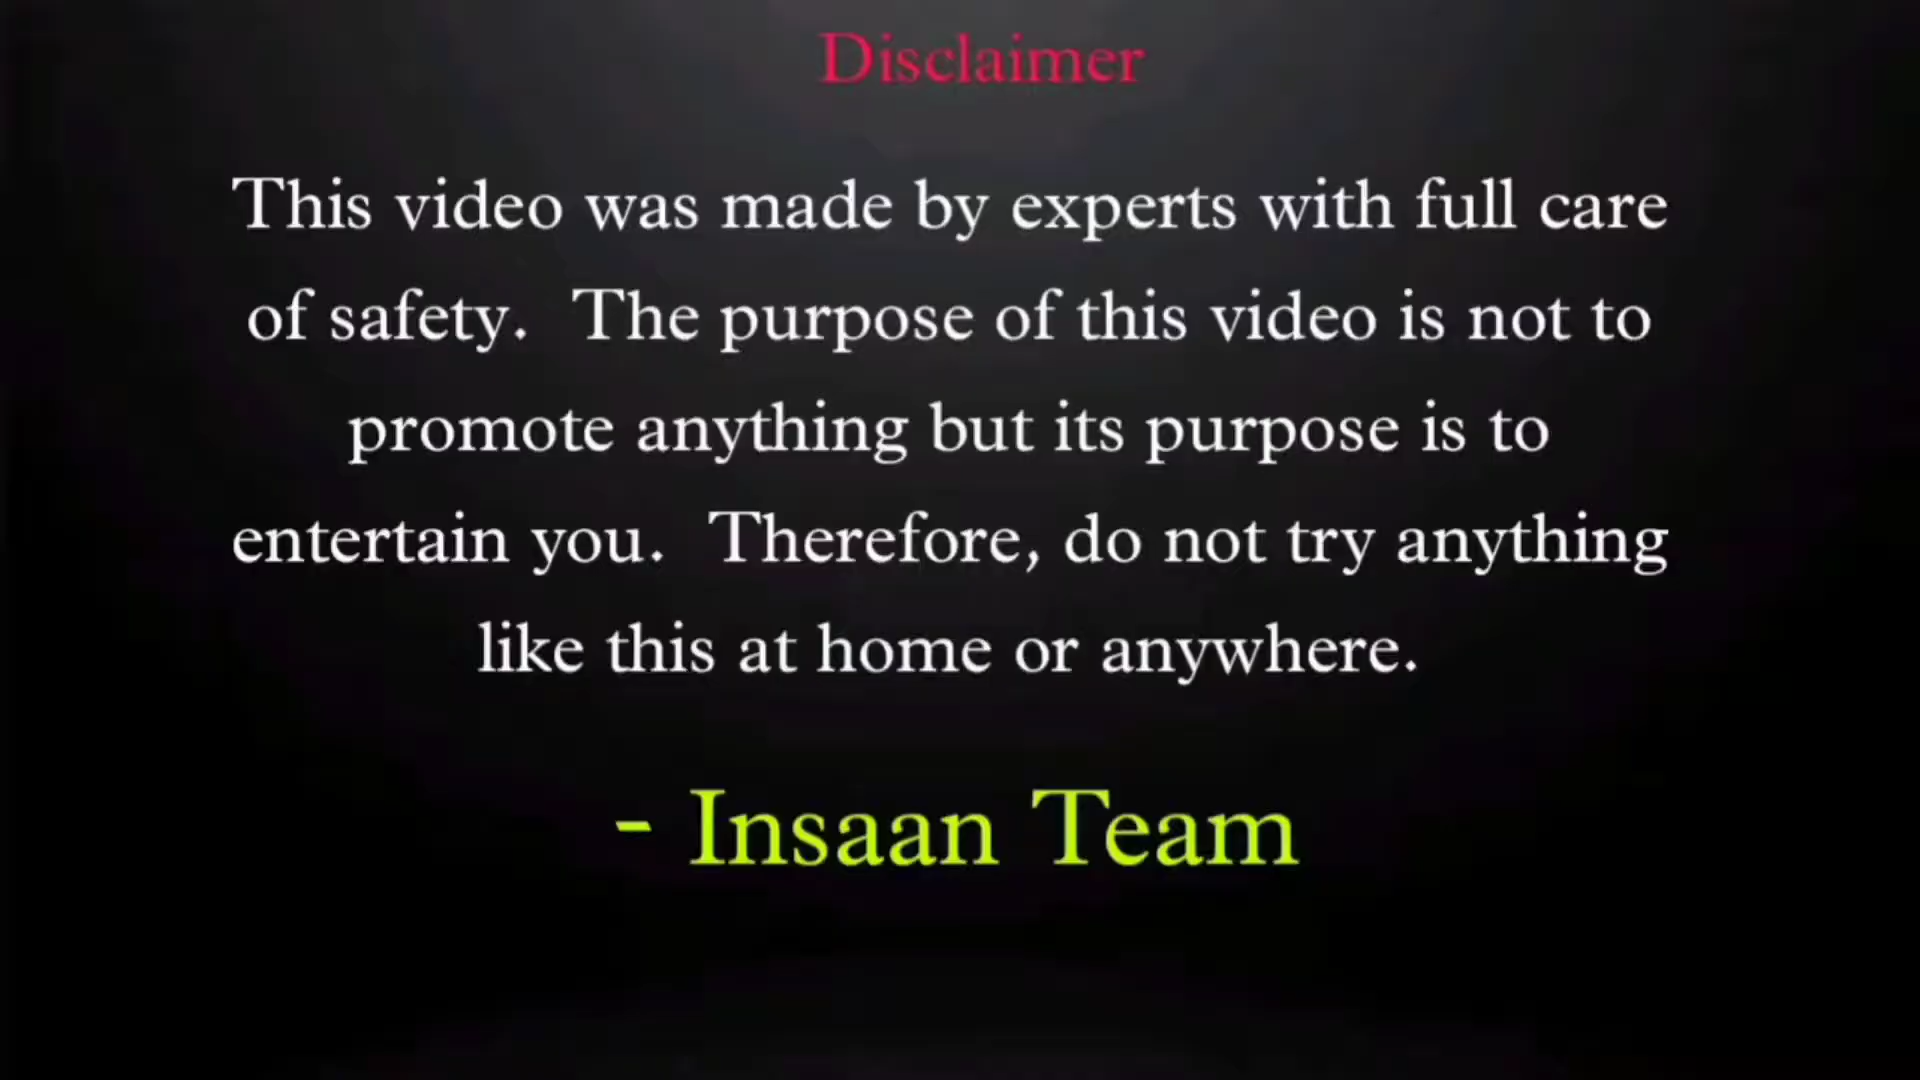 Disclaimer
This video was made by experts with full care
of safety.  The purpose of this video is not to
promote anything but its purpose is to
entertain you.  Therefore, do not try anything
like this at home or anywhere.
- Insaan Team